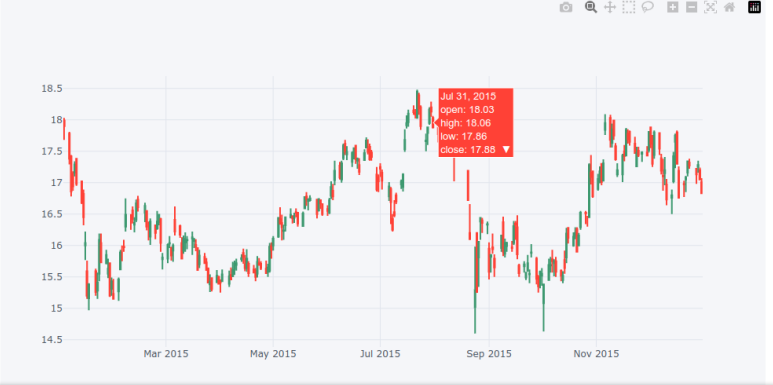 18.5
Jul 31, 2015
open: 18.03
high: 18.06
low: 17.86
close: 17.88 ▼
18
17.5
17
16.5
16
15.5
15
14.5
Mar 2015
May 2015
Jul 2015
Sep 2015
Nov 2015